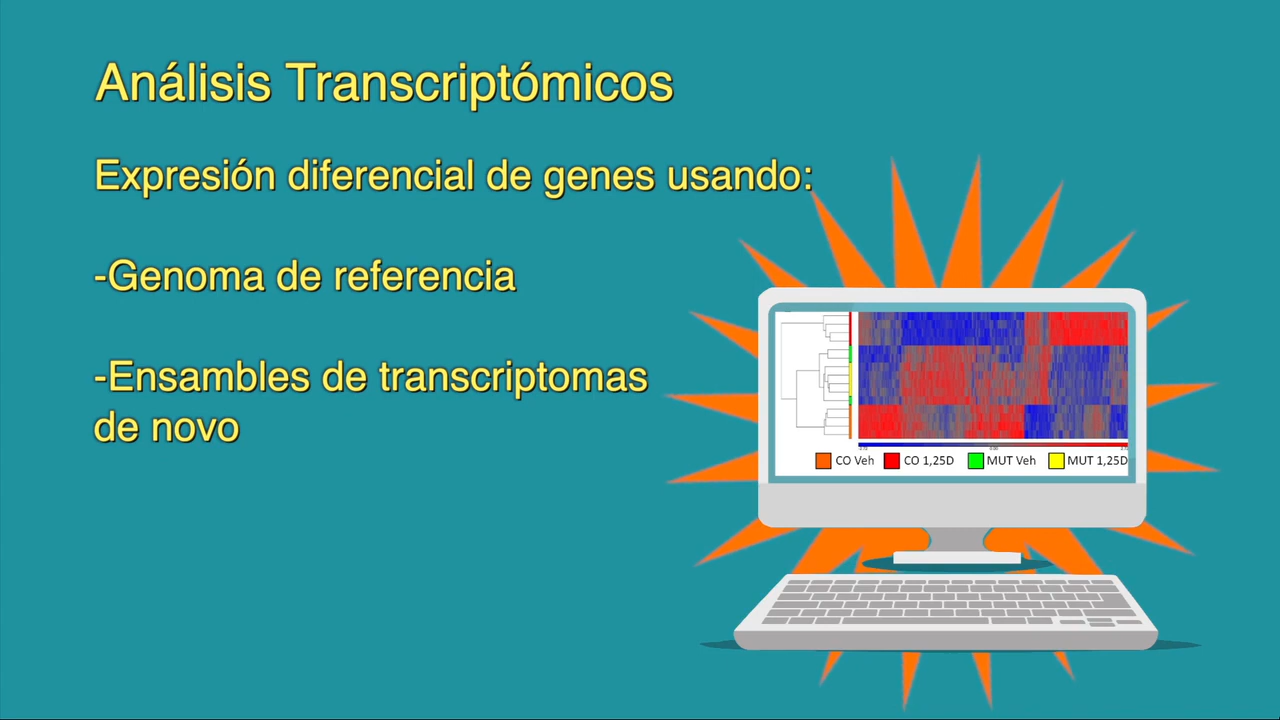 Análisis Transcriptómicos
Expresión diferencial de genes usando:
-Genoma de referencia
-Ensambles de transcriptomas
de novo
CO Veh CO 1,25D MUT Veh MUT 1,25D